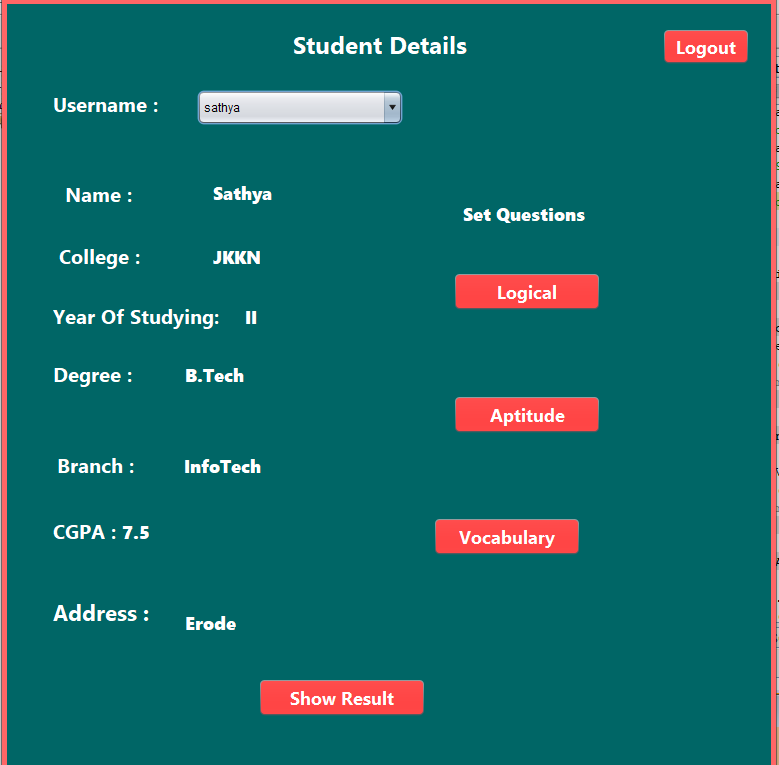 Student Details
Logout
Username :
sathya
Name :
Sathya
Set Questions
College :
JKKN
Logical
Year Of Studying:
II
Degree :
B.Tech
Aptitude
Branch :
InfoTech
CGPA :
7.5
Vocabulary
Address :
Erode
Show Result